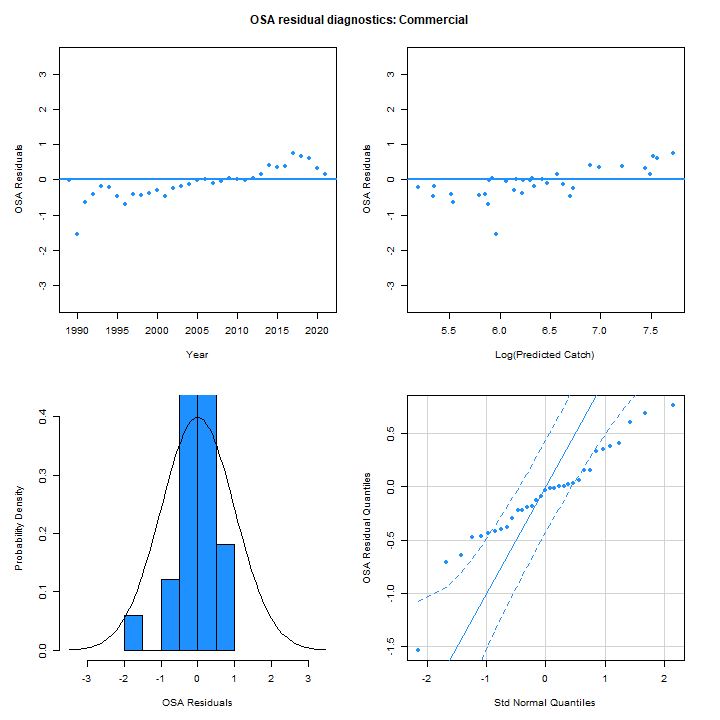 OSA residual diagnostics: Commercial
3
2
1
0
-1
-2
-3
OSA Residuals
1990 1995 2000 2005 2010 2015 2020
Year
3
2
1
0
-1
-2
-3
OSA Residuals
5.5 6.0 6.5 7.0 7.5
Log(Predicted Catch)
0.4
0.3
0.2
0.1
0.0
Probability Density
-3 -2 -1 0 1 2 3
OSA Residuals
0.5
0.0
-0.5
-1.0
-1.5
OSA Residual Quantiles
-2 -1 0 1 2
Std Normal Quantiles